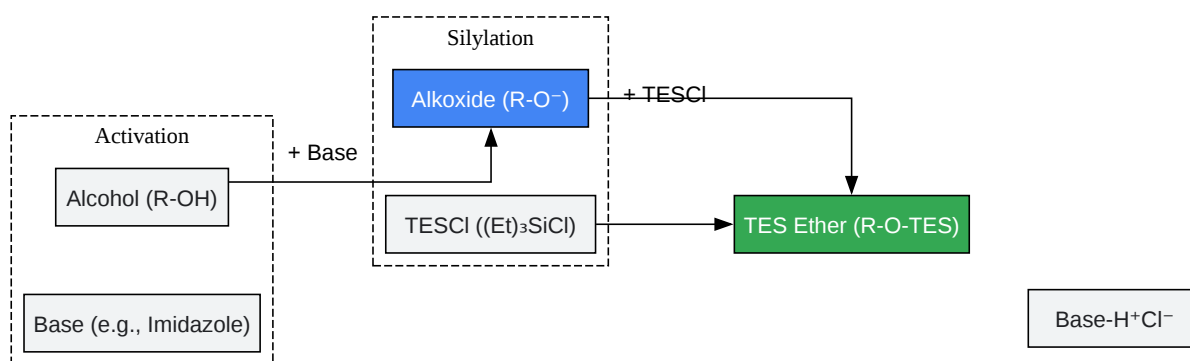 Silylation
Alkoxide (R-O⁻)
+ TESCl
Activation
+ Base
Alcohol (R-OH)
TESCl ((Et)₃SiCl)
TES Ether (R-O-TES)
Base (e.g., Imidazole)
Base-H⁺Cl⁻